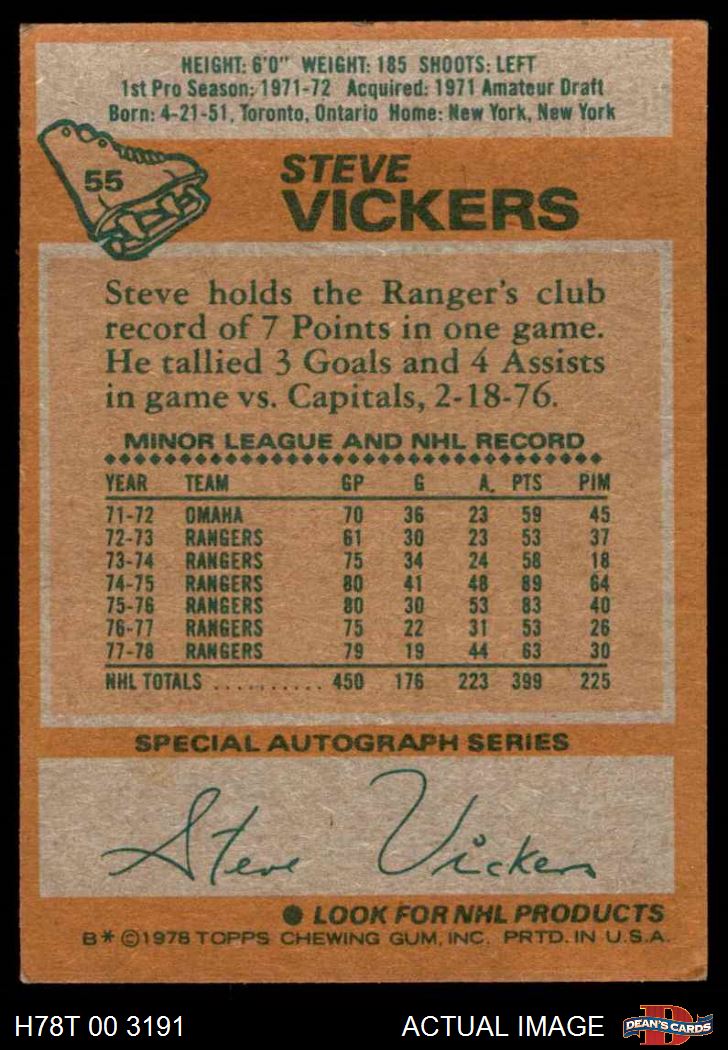 HEIGHT: 6'0" WEIGHT: 185 SHOOTS: LEFT
1st Pro Season: 1971-72 Acquired: 1971 Amateur Draft
Born: 4-21-51, Toronto, Ontario Home: New York, New York
55
STEVE
VICKERS
Steve holds the Ranger's club
record of 7 Points in one game.
He tallied 3 Goals and 4 Assists
in game vs. Capitals, 2-18-76.
MINOR LEAGUE AND NHL RECORD
YEAR TEAM GP G A. PTS PIM
71-72 OMAHA 70 36 23 59 45
72-73 RANGERS 61 30 23 53 37
73-74 RANGERS 75 34 24 58 18
74-75 RANGERS 80 41 48 89 64
75-76 RANGERS 80 30 53 83 40
76-77 RANGERS 75 22 31 53 26
77-78 RANGERS 79 19 44 63 30
NHL TOTALS .......... 450 176 223 399 225
SPECIAL AUTOGRAPH SERIES
Steve Vickers
● LOOK FOR NHL PRODUCTS
B* ©1978 TOPPS CHEWING GUM, INC. PRTD. IN U.S.A.
H78T 00 3191 ACTUAL IMAGE D DEAN'S CARDS